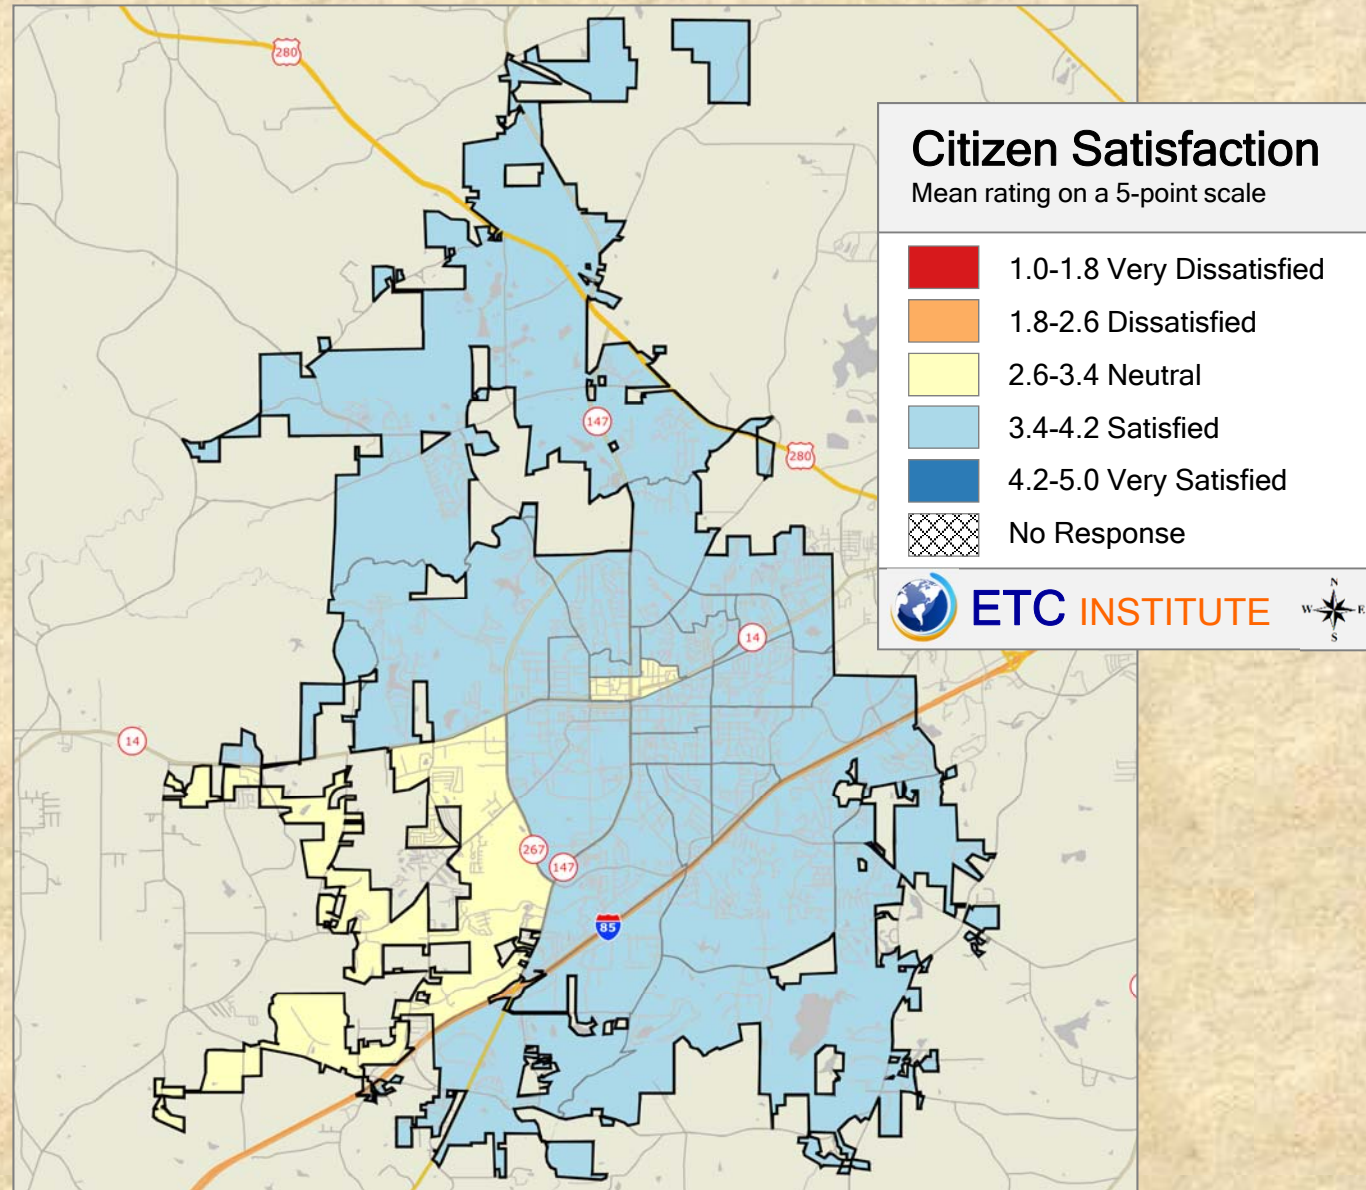 280
Citizen Satisfaction
Mean rating on a 5-point scale
1.0-1.8 Very Dissatisfied
1.8-2.6 Dissatisfied
2.6-3.4 Neutral
3.4-4.2 Satisfied
4.2-5.0 Very Satisfied
No Response
ETC INSTITUTE
N
W E
S
147
280
14
14
267
147
85